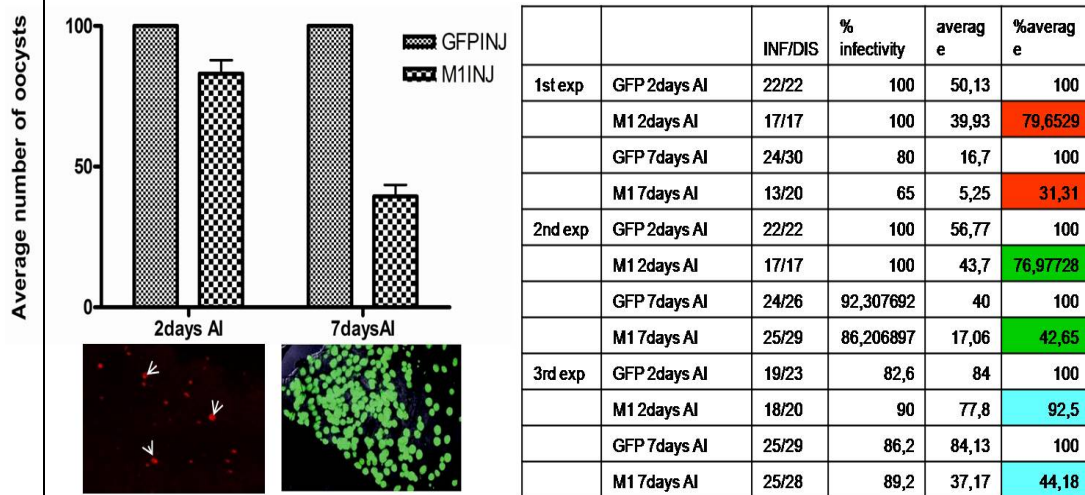 Average number of oocysts
100
50
0
GFPINJ
M1INJ
2days AI
7daysAI
INF/DIS
%
infectivity
averag
e
%averag
e
1st exp GFP 2days AI 22/22 100 50,13 100
M1 2days AI 17/17 100 39,93 79,6529
GFP 7days AI 24/30 80 16,7 100
M1 7days AI 13/20 65 5,25 31,31
2nd exp GFP 2days AI 22/22 100 56,77 100
M1 2days AI 17/17 100 43,7 76,97728
GFP 7days AI 24/26 92,307692 40 100
M1 7days AI 25/29 86,206897 17,06 42,65
3rd exp GFP 2days AI 19/23 82,6 84 100
M1 2days AI 18/20 90 77,8 92,5
GFP 7days AI 25/29 86,2 84,13 100
M1 7days AI 25/28 89,2 37,17 44,18